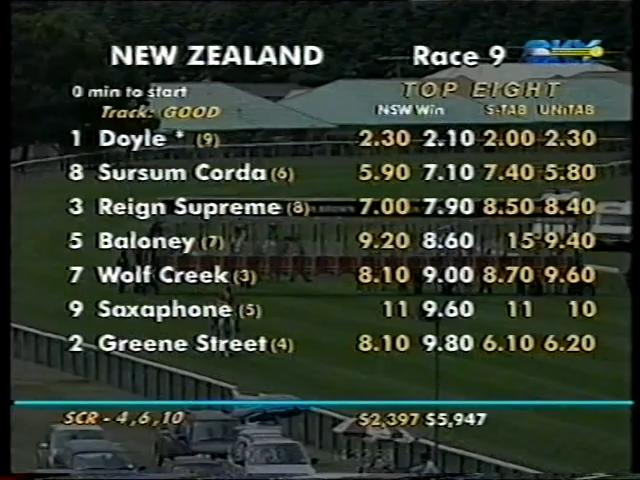 NEW ZEALAND Race 9 SKY
0 min to start TOP EIGHT
Track: GOOD NSW Win S-TAB UNiTAB
1 Doyle * (9) 2.30 2.10 2.00 2.30
8 Sursum Corda (6) 5.90 7.10 7.40 5.80
3 Reign Supreme (8) 7.00 7.90 8.50 8.40
5 Baloney (7) 9.20 8.60 15 9.40
7 Wolf Creek (3) 8.10 9.00 8.70 9.60
9 Saxaphone (5) 11 9.60 11 10
2 Greene Street (4) 8.10 9.80 6.10 6.20
SCR - 4,6,10 $2,397 $5,947